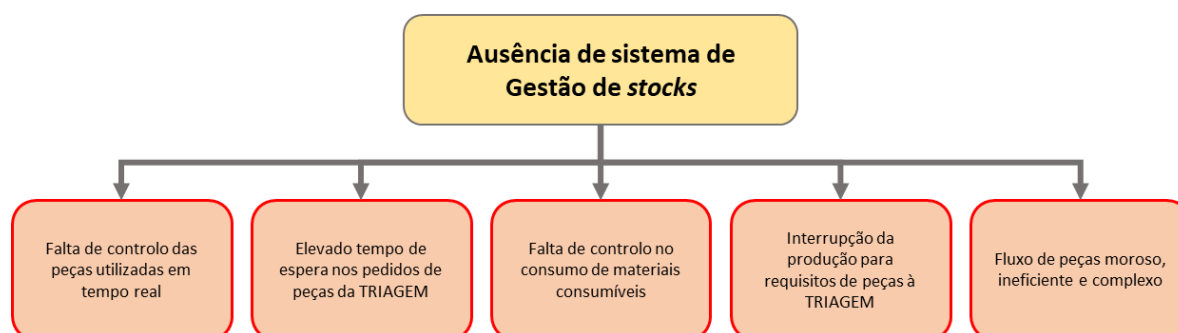 Ausência de sistema de
Gestão de stocks
Falta de controlo das
peças utilizadas em
tempo real
Elevado tempo de
espera nos pedidos de
peças da TRIAGEM
Falta de controlo no
consumo de materiais
consumíveis
Interrupção da
produção para
requisitos de peças à
TRIAGEM
Fluxo de peças moroso,
ineficiente e complexo